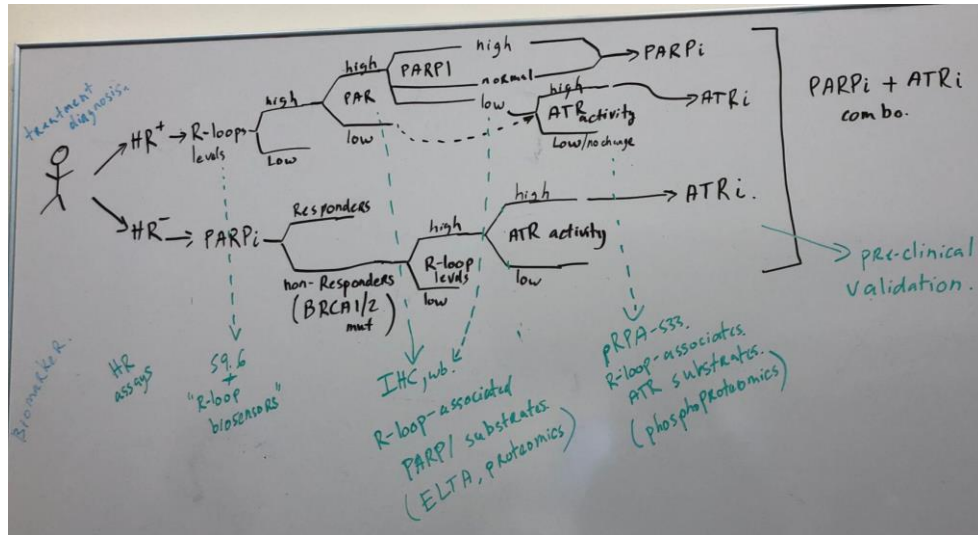 treatment
diagnosis.
HR+ → R-loops
levels
high
Low
high
PAR
low
PARP1
high
normal
low
PARPi
high
ATR
activity
Low/nochange
ATRi
PARPi + ATRi
combo.
HR- → PARPi
Responders
non-Responders
(BRCA1/2
mut)
high
R-loop
levels
low
high
ATR activity
low
ATRi.
pre-clinical
validation.
Biomarker.
HR
assays
S9.6
+
"R-loop
biosensors"
IHC, wb.
R-loop-associated
PARP1 substrates
(ELTA, proteomics)
pRPA-S33.
R-loop-associates.
ATR substrates.
(phosphoproteomics)